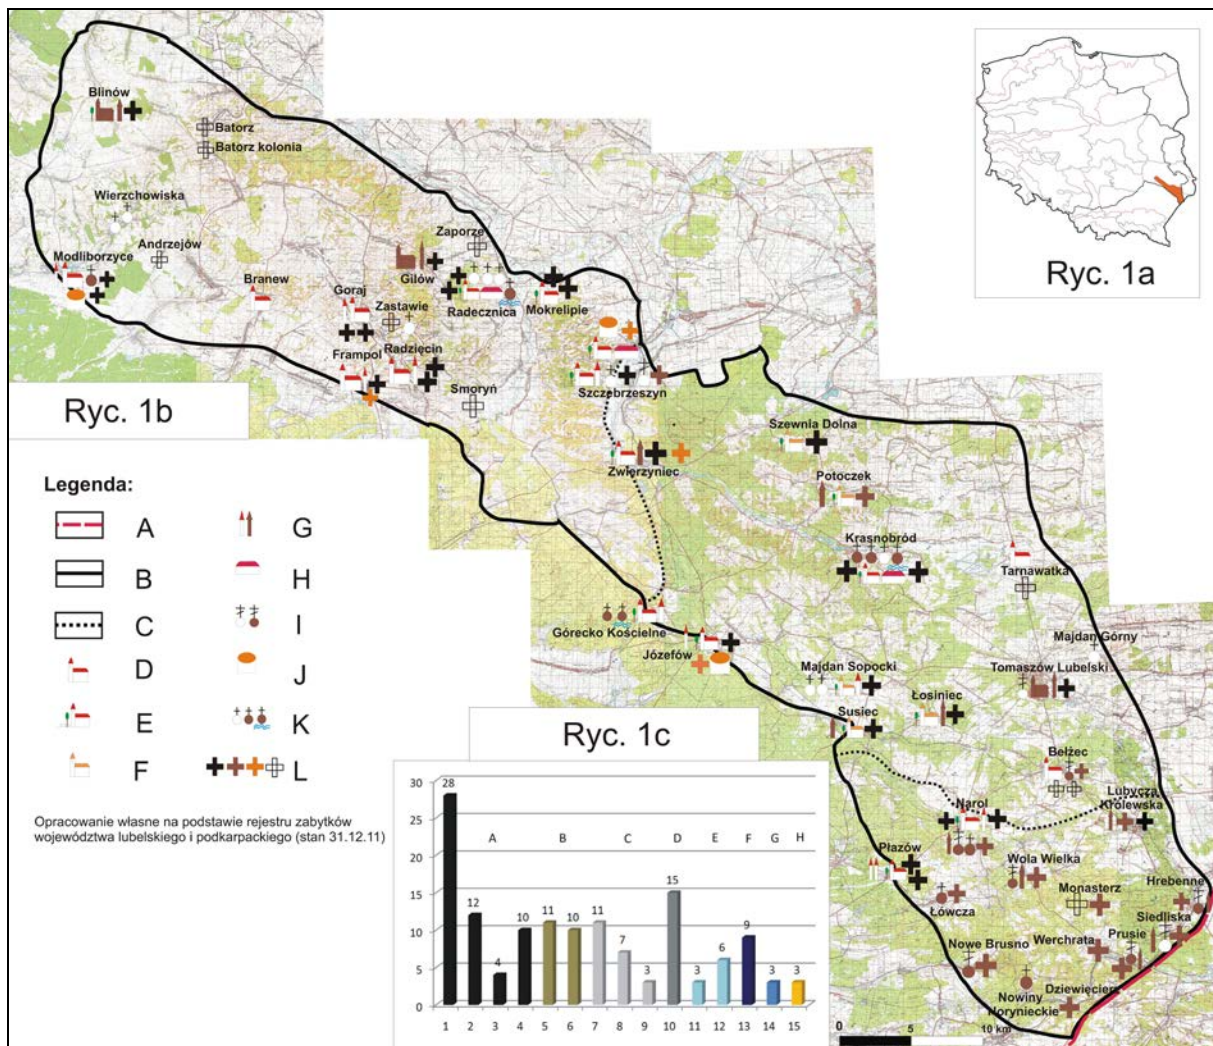 Blinów
Batorz
Batorz kolonia
Wierzchowiska
Andrzejów
Modliborzyce
Branew
Zaporze
Gilów
Goraj
Zastawie
Radecznica
Mokrelipie
Frampol
Radzięcin
Smoryń
Szczebrzeszyn
Zwierzyniec
Szewnia Dolna
Potoczek
Krasnobród
Tarnawatka
Górecko Kościelne
Józefów
Majdan Górny
Majdan Sopocki
Łosiniec
Tomaszów Lubelski
Susiec
Bełżec
Lubycza
Królewska
Narol
Płazów
Wola Wielka
Monasterz
Hrebenne
Łówcza
Siedliska
Prusie
Nowe Brusno
Werchrata
Nowiny
Horynieckie
Dziewięcierz
0 5 10 km
Ryc. 1a
Ryc. 1b
Legenda:
A
B
C
D
E
F
G
H
I
J
K
L
Opracowanie własne na podstawie rejestru zabytków
województwa lubelskiego i podkarpackiego (stan 31.12.11)
Ryc. 1c
30
25
20
15
10
5
0
A B C D E F G H
28 12 4 10 11 10 11 7 3 15 3 6 9 3 3
1 2 3 4 5 6 7 8 9 10 11 12 13 14 15